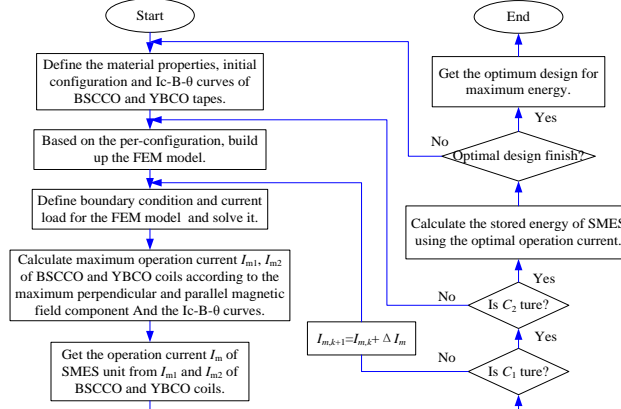 Start
Define the material properties, initial
configuration and Ic-B-θ curves of
BSCCO and YBCO tapes.
Based on the per-configuration, build
up the FEM model.
Define boundary condition and current
load for the FEM model and solve it.
Calculate maximum operation current Im1, Im2
of BSCCO and YBCO coils according to the
maximum perpendicular and parallel magnetic
field component And the Ic-B-θ curves.
Get the operation current Im of
SMES unit from Im1 and Im2 of
BSCCO and YBCO coils.
End
Get the optimum design for
maximum energy.
Yes
No
Optimal design finish?
Calculate the stored energy of SMES
using the optimal operation current.
Yes
No
Is C2 ture?
Yes
Im,k+1=Im,k+ Δ Im
No
Is C1 ture?